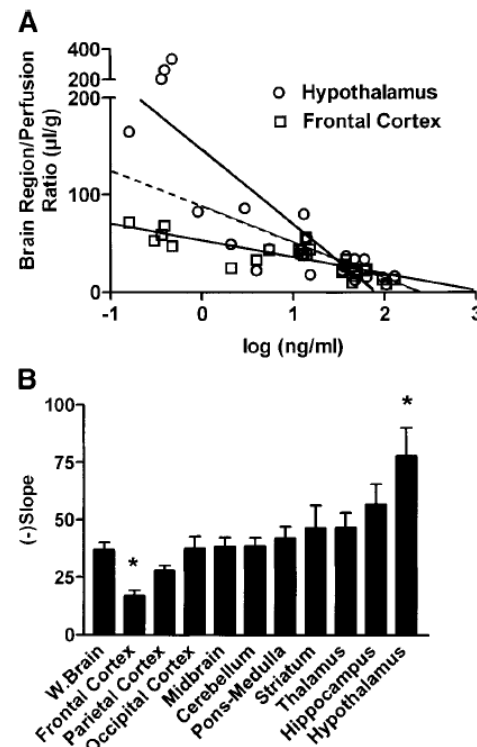 A
Brain Region/Perfusion
Ratio (µl/g)
400
200
200
100
0
Hypothalamus
Frontal Cortex
-1
0
1
2
3
log (ng/ml)
B
(-)Slope
100
75
50
25
0
*
*
W.Brain
Frontal Cortex
Parietal Cortex
Occipital Cortex
Midbrain
Cerebellum
Pons-Medulla
Striatum
Thalamus
Hippocampus
Hypothalamus